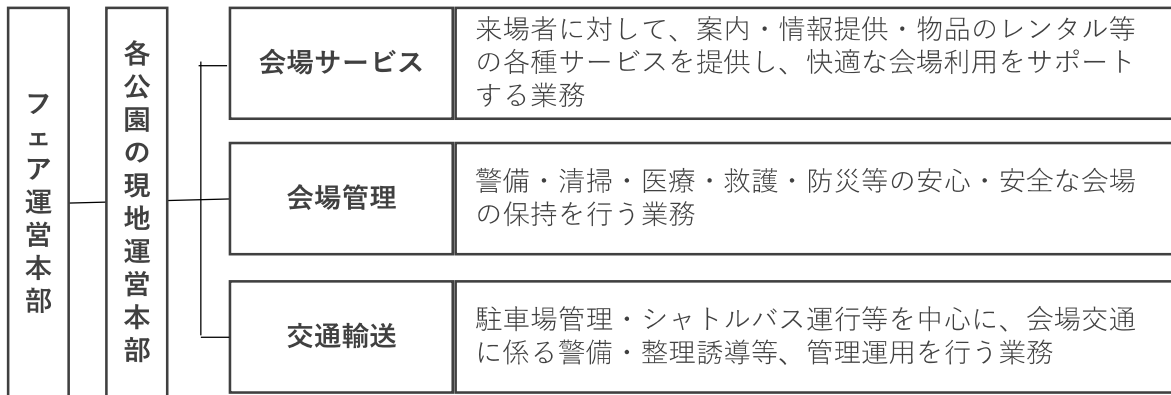 フェア運営本部
各公園の現地運営本部
会場サービス
来場者に対して、案内・情報提供・物品のレンタル等
の各種サービスを提供し、快適な会場利用をサポート
する業務
会場管理
警備・清掃・医療・救護・防災等の安心・安全な会場
の保持を行う業務
交通輸送
駐車場管理・シャトルバス運行等を中心に、会場交通
に係る警備・整理誘導等、管理運用を行う業務